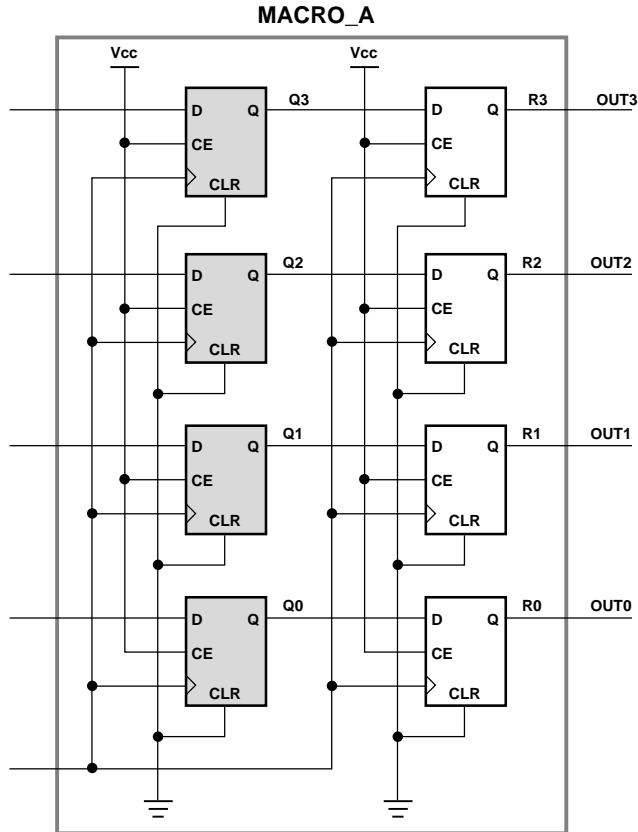 MACRO_A
Vcc Vcc
D Q Q3 D Q R3 OUT3
CE CE
CLR CLR
D Q Q2 D Q R2 OUT2
CE CE
CLR CLR
D Q Q1 D Q R1 OUT1
CE CE
CLR CLR
D Q Q0 D Q R0 OUT0
CE CE
CLR CLR